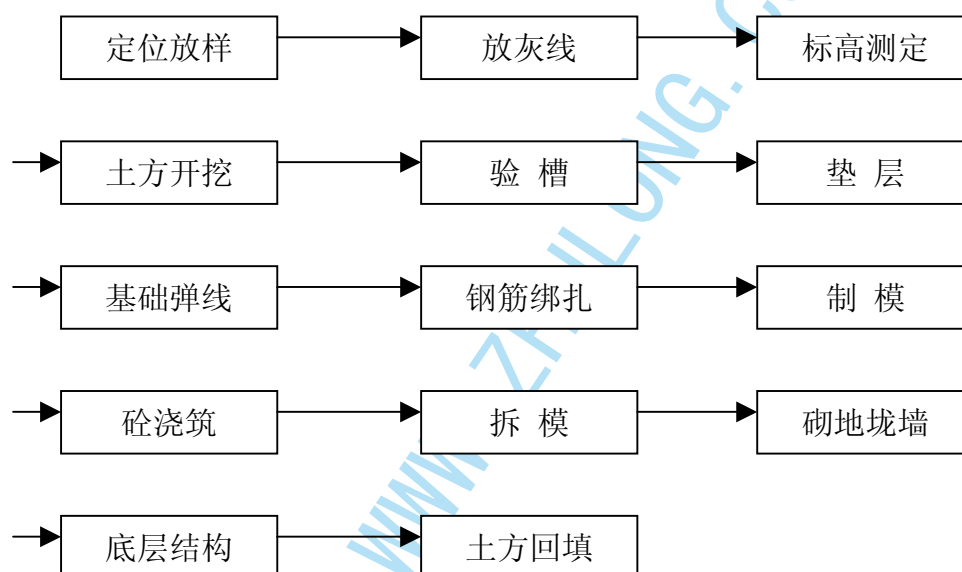 定位放样 放灰线 标高测定
土方开挖 验 槽 垫 层
基础弹线 钢筋绑扎 制 模
砼浇筑 拆 模 砌地垅墙
底层结构 土方回填
WWW.ZHULONG.